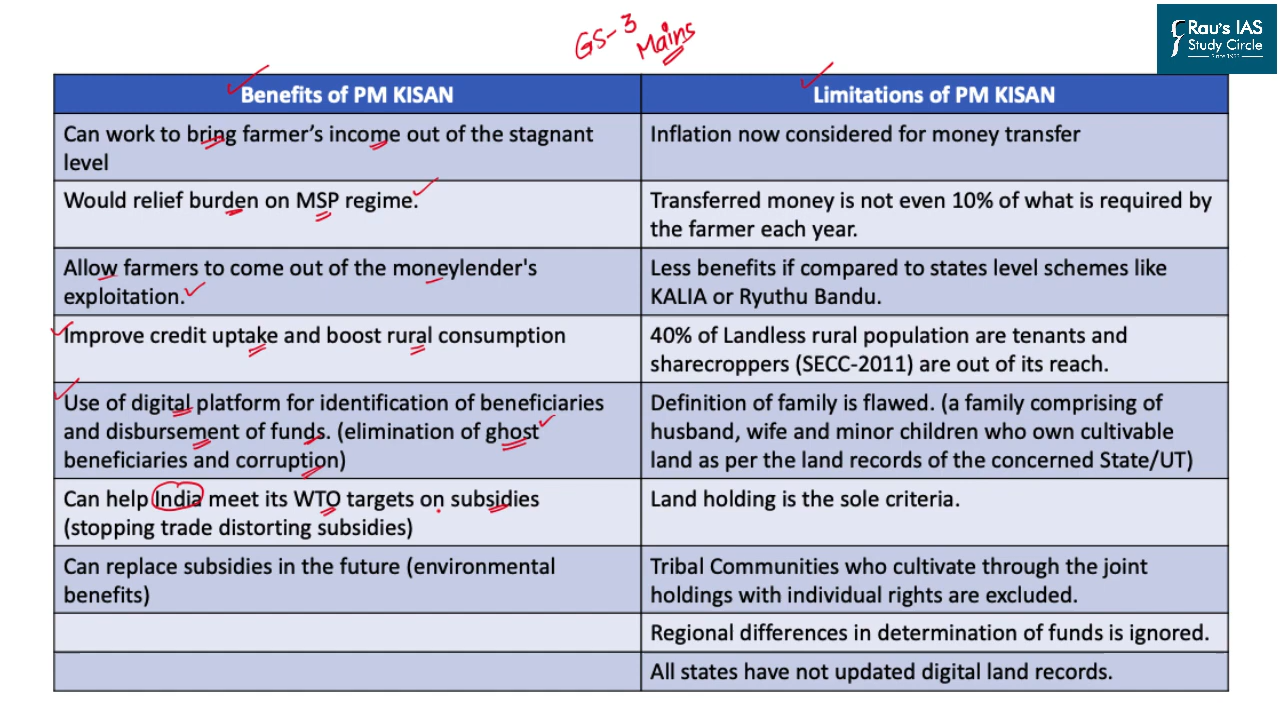 GS-3
Mains
Rau's IAS
Study Circle
Benefits of PM KISAN
Limitations of PM KISAN
Can work to bring farmer's income out of the stagnant
level
Inflation now considered for money transfer
Would relief burden on MSP regime.
Transferred money is not even 10% of what is required by
the farmer each year.
Allow farmers to come out of the moneylender's
exploitation.
Less benefits if compared to states level schemes like
KALIA or Ryuthu Bandu.
Improve credit uptake and boost rural consumption
40% of Landless rural population are tenants and
sharecroppers (SECC-2011) are out of its reach.
Use of digital platform for identification of beneficiaries
and disbursement of funds. (elimination of ghost
beneficiaries and corruption)
Definition of family is flawed. (a family comprising of
husband, wife and minor children who own cultivable
land as per the land records of the concerned State/UT)
Can help India meet its WTO targets on subsidies
(stopping trade distorting subsidies)
Land holding is the sole criteria.
Can replace subsidies in the future (environmental
benefits)
Tribal Communities who cultivate through the joint
holdings with individual rights are excluded.
Regional differences in determination of funds is ignored.
All states have not updated digital land records.